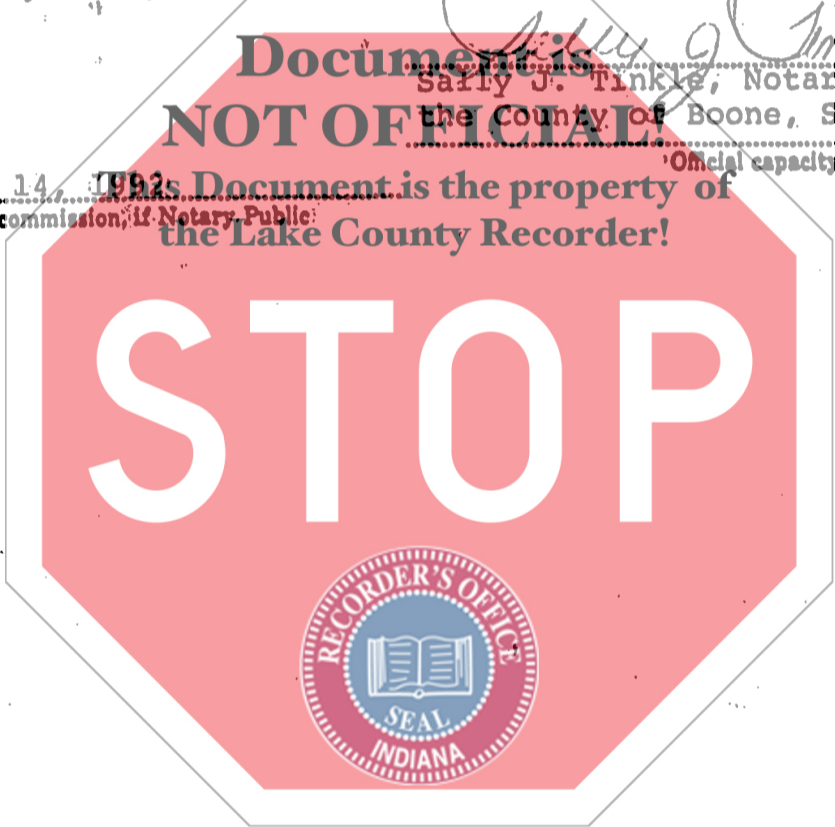 Document is
Sally J. Tinkle, Notar
NOT OFFICIAL!
the County of Boone, S
Official capacity
14, 1992
This Document is the property of
commission, if Notary Public
the Lake County Recorder!
STOP
RECORDER'S OFFICE
SEAL
INDIANA